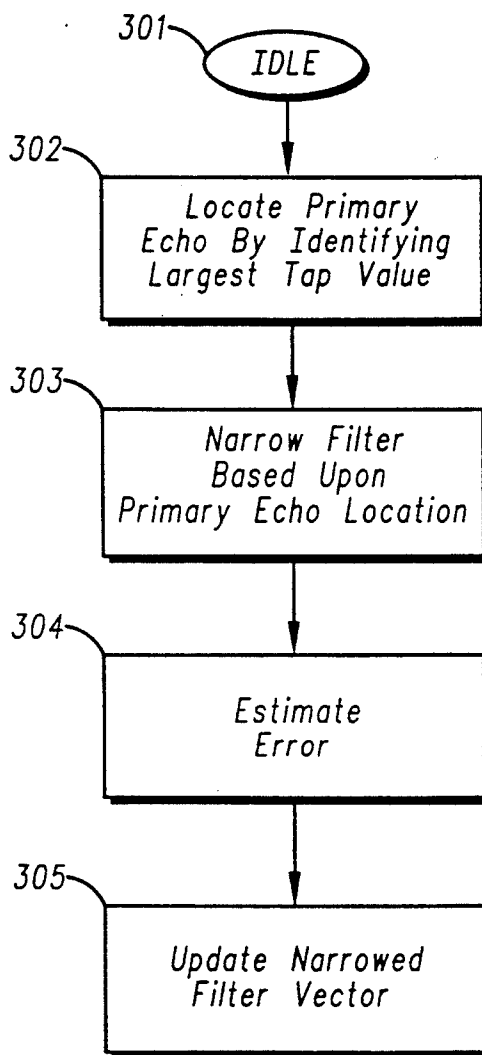 301
IDLE
302
Locate Primary
Echo By Identifying
Largest Tap Value
303
Narrow Filter
Based Upon
Primary Echo Location
304
Estimate
Error
305
Update Narrowed
Filter Vector